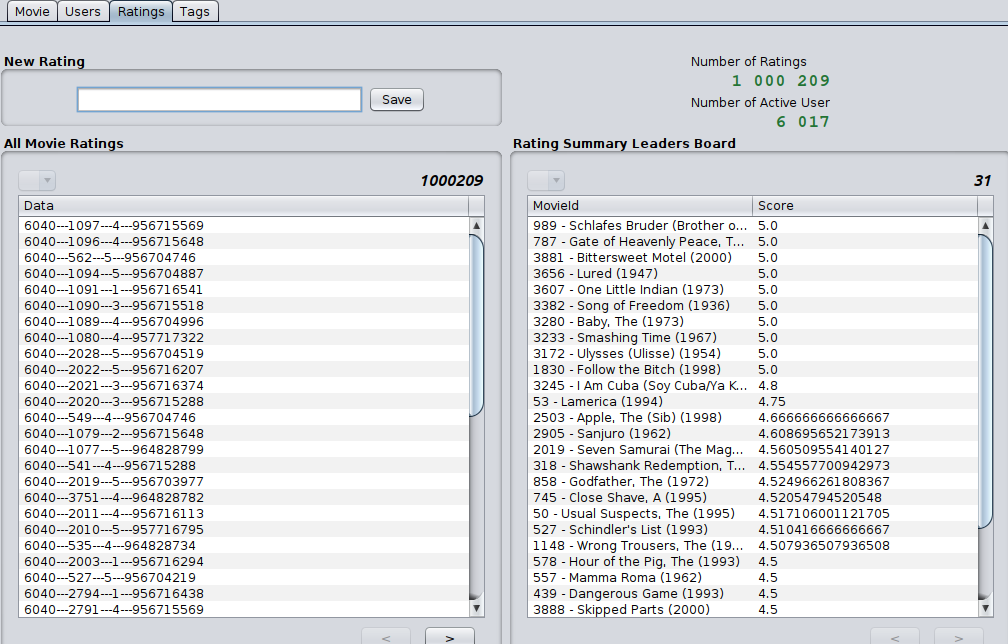 Movie Users Ratings Tags
Number of Ratings
1 000 209
Number of Active User
6 017
New Rating
Save
All Movie Ratings
1000209
Data
6040---1097---4---956715569
6040---1096---4---956715648
6040---562---5---956704746
6040---1094---5---956704887
6040---1091---1---956716541
6040---1090---3---956715518
6040---1089---4---956704996
6040---1080---4---957717322
6040---2028---5---956704519
6040---2022---5---956716207
6040---2021---3---956716374
6040---2020---3---956715288
6040---549---4---956704746
6040---1079---2---956715648
6040---1077---5---964828799
6040---541---4---956715288
6040---2019---5---956703977
6040---3751---4---964828782
6040---2011---4---956716113
6040---2010---5---957716795
6040---535---4---964828734
6040---2003---1---956716294
6040---527---5---956704219
6040---2794---1---956716438
6040---2791---4---956715569
< >
Rating Summary Leaders Board
31
MovieId Score
989 - Schlafes Bruder (Brother o... 5.0
787 - Gate of Heavenly Peace, T... 5.0
3881 - Bittersweet Motel (2000) 5.0
3656 - Lured (1947) 5.0
3607 - One Little Indian (1973) 5.0
3382 - Song of Freedom (1936) 5.0
3280 - Baby, The (1973) 5.0
3233 - Smashing Time (1967) 5.0
3172 - Ulysses (Ulisse) (1954) 5.0
1830 - Follow the Bitch (1998) 5.0
3245 - I Am Cuba (Soy Cuba/Ya K... 4.8
53 - Lamerica (1994) 4.75
2503 - Apple, The (Sib) (1998) 4.666666666666667
2905 - Sanjuro (1962) 4.608695652173913
2019 - Seven Samurai (The Mag... 4.560509554140127
318 - Shawshank Redemption, T... 4.554557700942973
858 - Godfather, The (1972) 4.524966261808367
745 - Close Shave, A (1995) 4.52054794520548
50 - Usual Suspects, The (1995) 4.517106001121705
527 - Schindler's List (1993) 4.510416666666667
1148 - Wrong Trousers, The (19... 4.507936507936508
578 - Hour of the Pig, The (1993) 4.5
557 - Mamma Roma (1962) 4.5
439 - Dangerous Game (1993) 4.5
3888 - Skipped Parts (2000) 4.5
< >